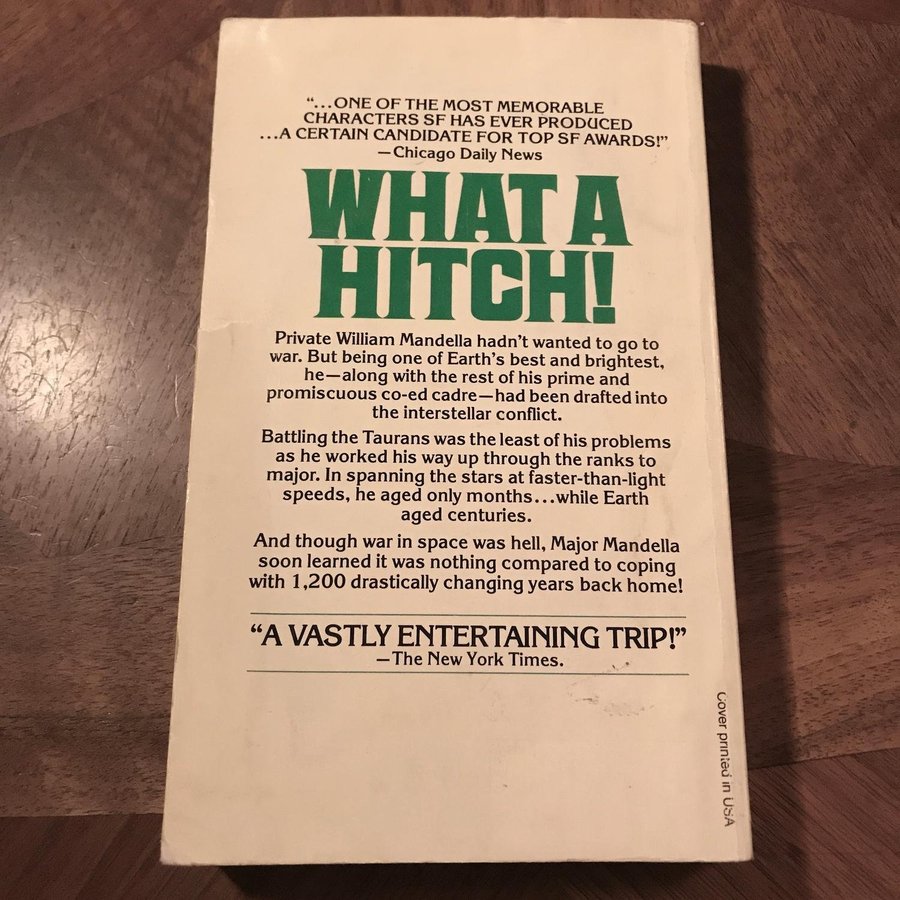 “...ONE OF THE MOST MEMORABLE
CHARACTERS SF HAS EVER PRODUCED
...A CERTAIN CANDIDATE FOR TOP SF AWARDS!”
—Chicago Daily News
WHAT A
HITCH!
Private William Mandella hadn’t wanted to go to
war. But being one of Earth’s best and brightest,
he—along with the rest of his prime and
promiscuous co-ed cadre—had been drafted into
the interstellar conflict.
Battling the Taurans was the least of his problems
as he worked his way up through the ranks to
major. In spanning the stars at faster-than-light
speeds, he aged only months...while Earth
aged centuries.
And though war in space was hell, Major Mandella
soon learned it was nothing compared to coping
with 1,200 drastically changing years back home!
“A VASTLY ENTERTAINING TRIP!”
—The New York Times.
Cover printed in USA